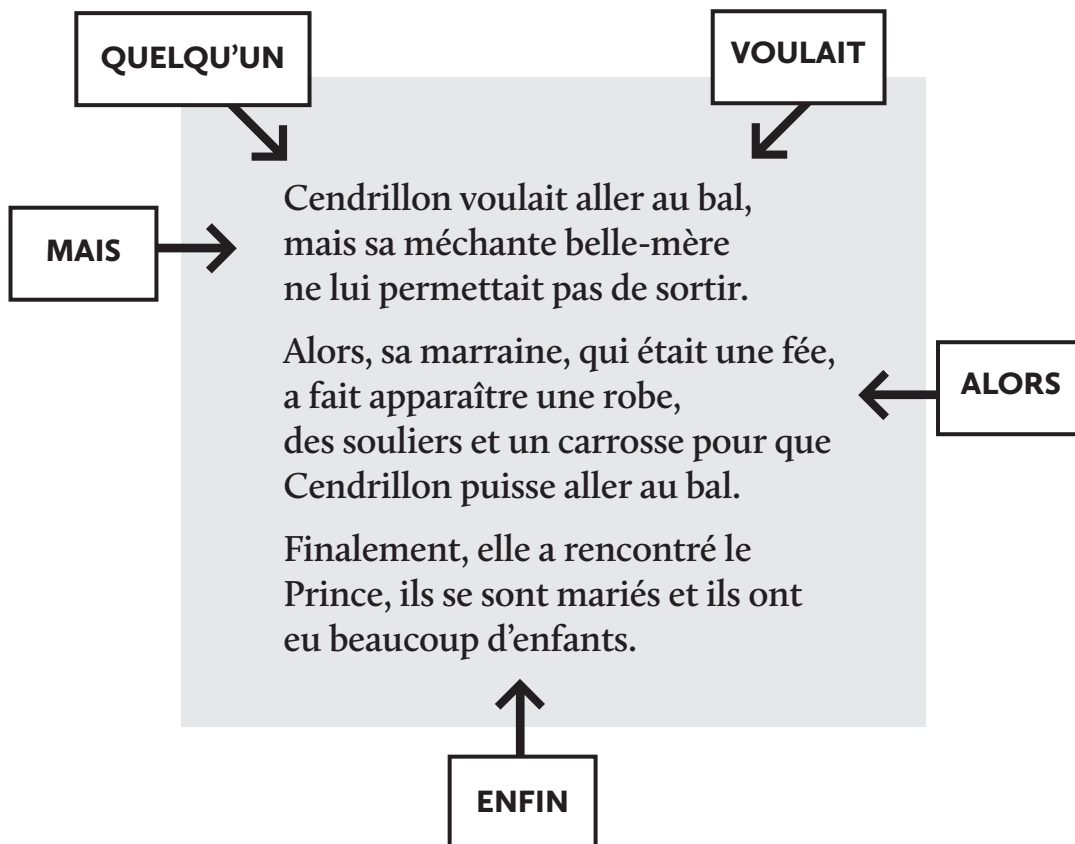 QUELQU’UN
VOULAIT
Cendrillon voulait aller au bal,
MAIS
mais sa méchante belle-mère
ne lui permettait pas de sortir.
Alors, sa marraine, qui était une fée,
a fait apparaître une robe,
ALORS
des souliers et un carrosse pour que
Cendrillon puisse aller au bal.
Finalement, elle a rencontré le
Prince, ils se sont mariés et ils ont
eu beaucoup d’enfants.
ENFIN